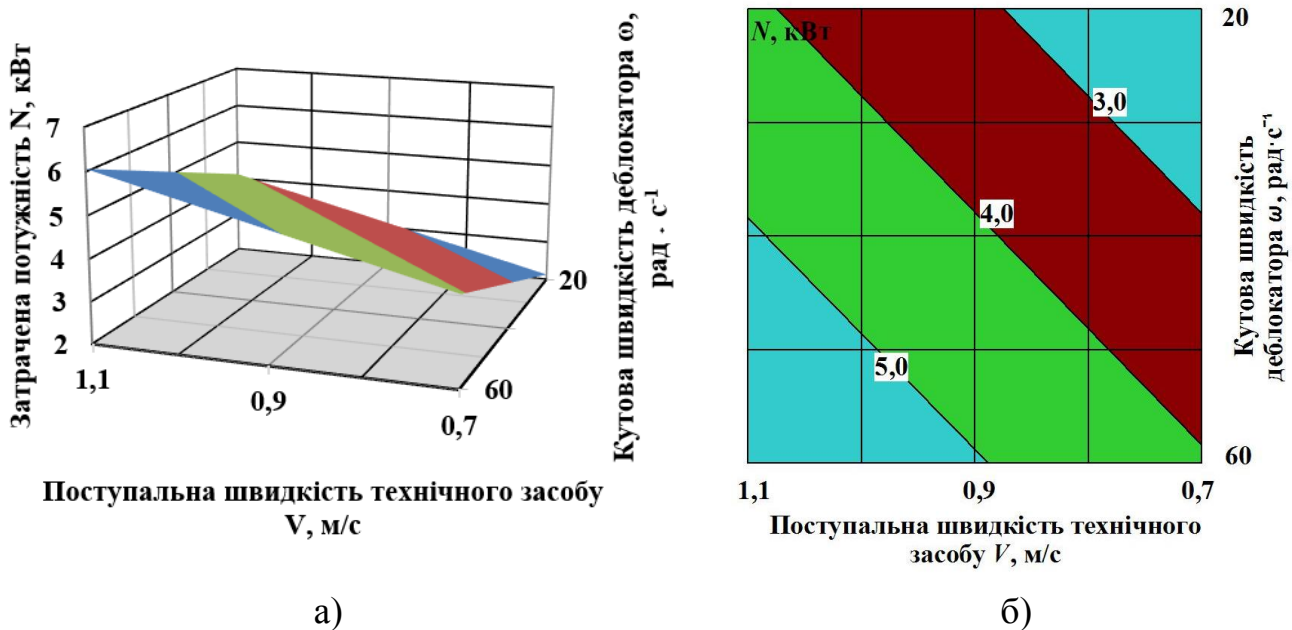 Затрачена потужність N, кВт
7
6
5
4
3
2
1,1
0,9
0,7
60
20
Кутова швидкість деблокатора ω,
рад · с⁻¹
Поступальна швидкість технічного засобу
V, м/с
а)
N, кВт
3,0
4,0
5,0
20
60
Кутова швидкість
деблокатора ω, рад·с⁻¹
1,1
0,9
0,7
Поступальна швидкість технічного
засобу V, м/с
б)